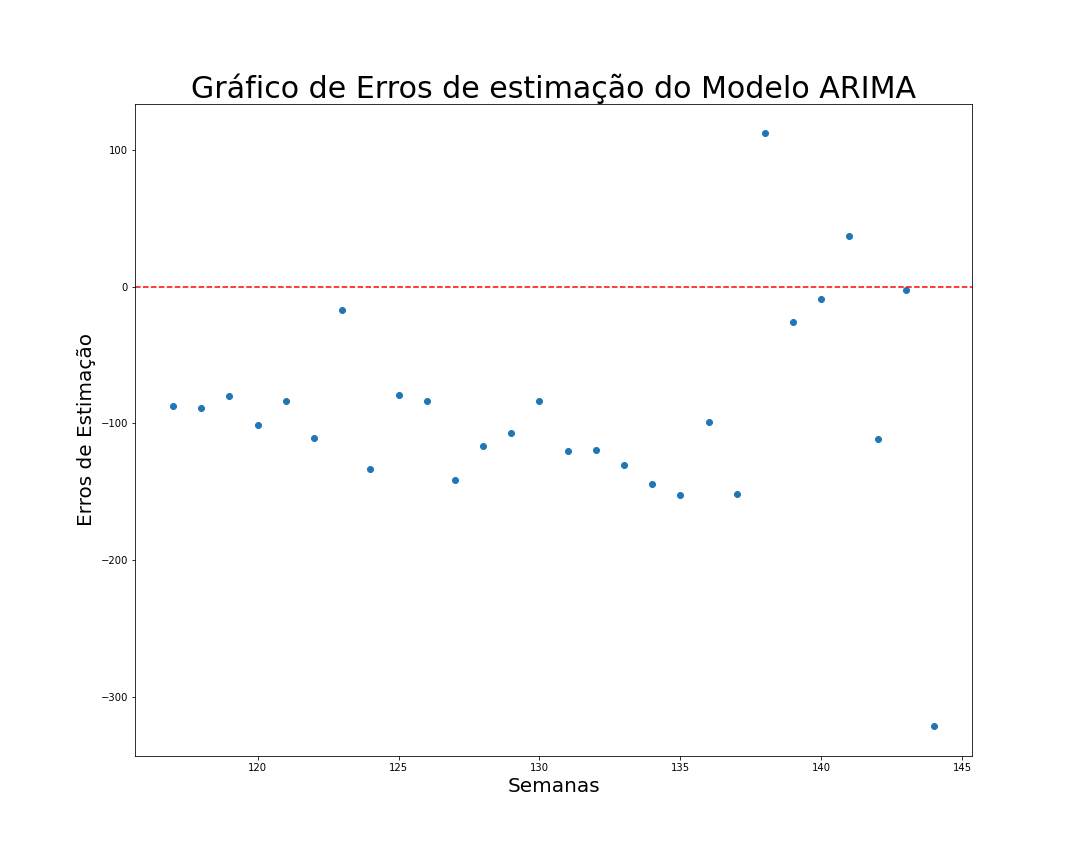 Gráfico de Erros de estimação do Modelo ARIMA
100
0
−100
−200
−300
Erros de Estimação
120 125 130 135 140 145
Semanas